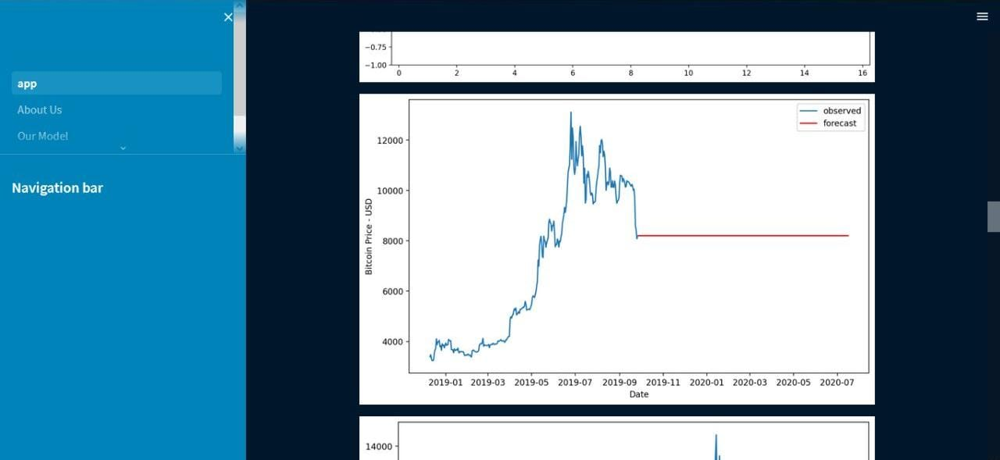 ×
app
About Us
Our Model
Navigation bar
−0.75
−1.00
0 2 4 6 8 10 12 14 16
observed
forecast
12000
10000
8000
6000
4000
Bitcoin Price - USD
2019-01 2019-03 2019-05 2019-07 2019-09 2019-11 2020-01 2020-03 2020-05 2020-07
Date
14000